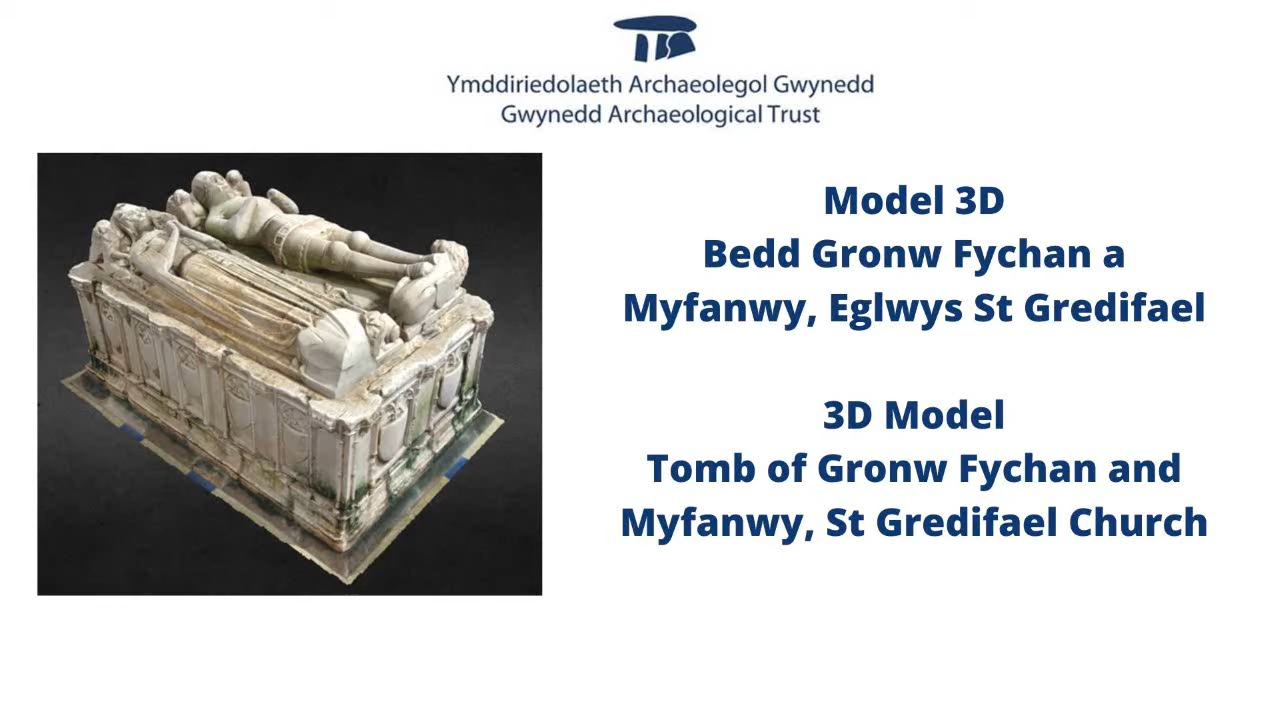 Ymddiriedolaeth Archaeolegol Gwynedd
Gwynedd Archaeological Trust
Model 3D
Bedd Gronw Fychan a
Myfanwy, Eglwys St Gredifael
3D Model
Tomb of Gronw Fychan and
Myfanwy, St Gredifael Church